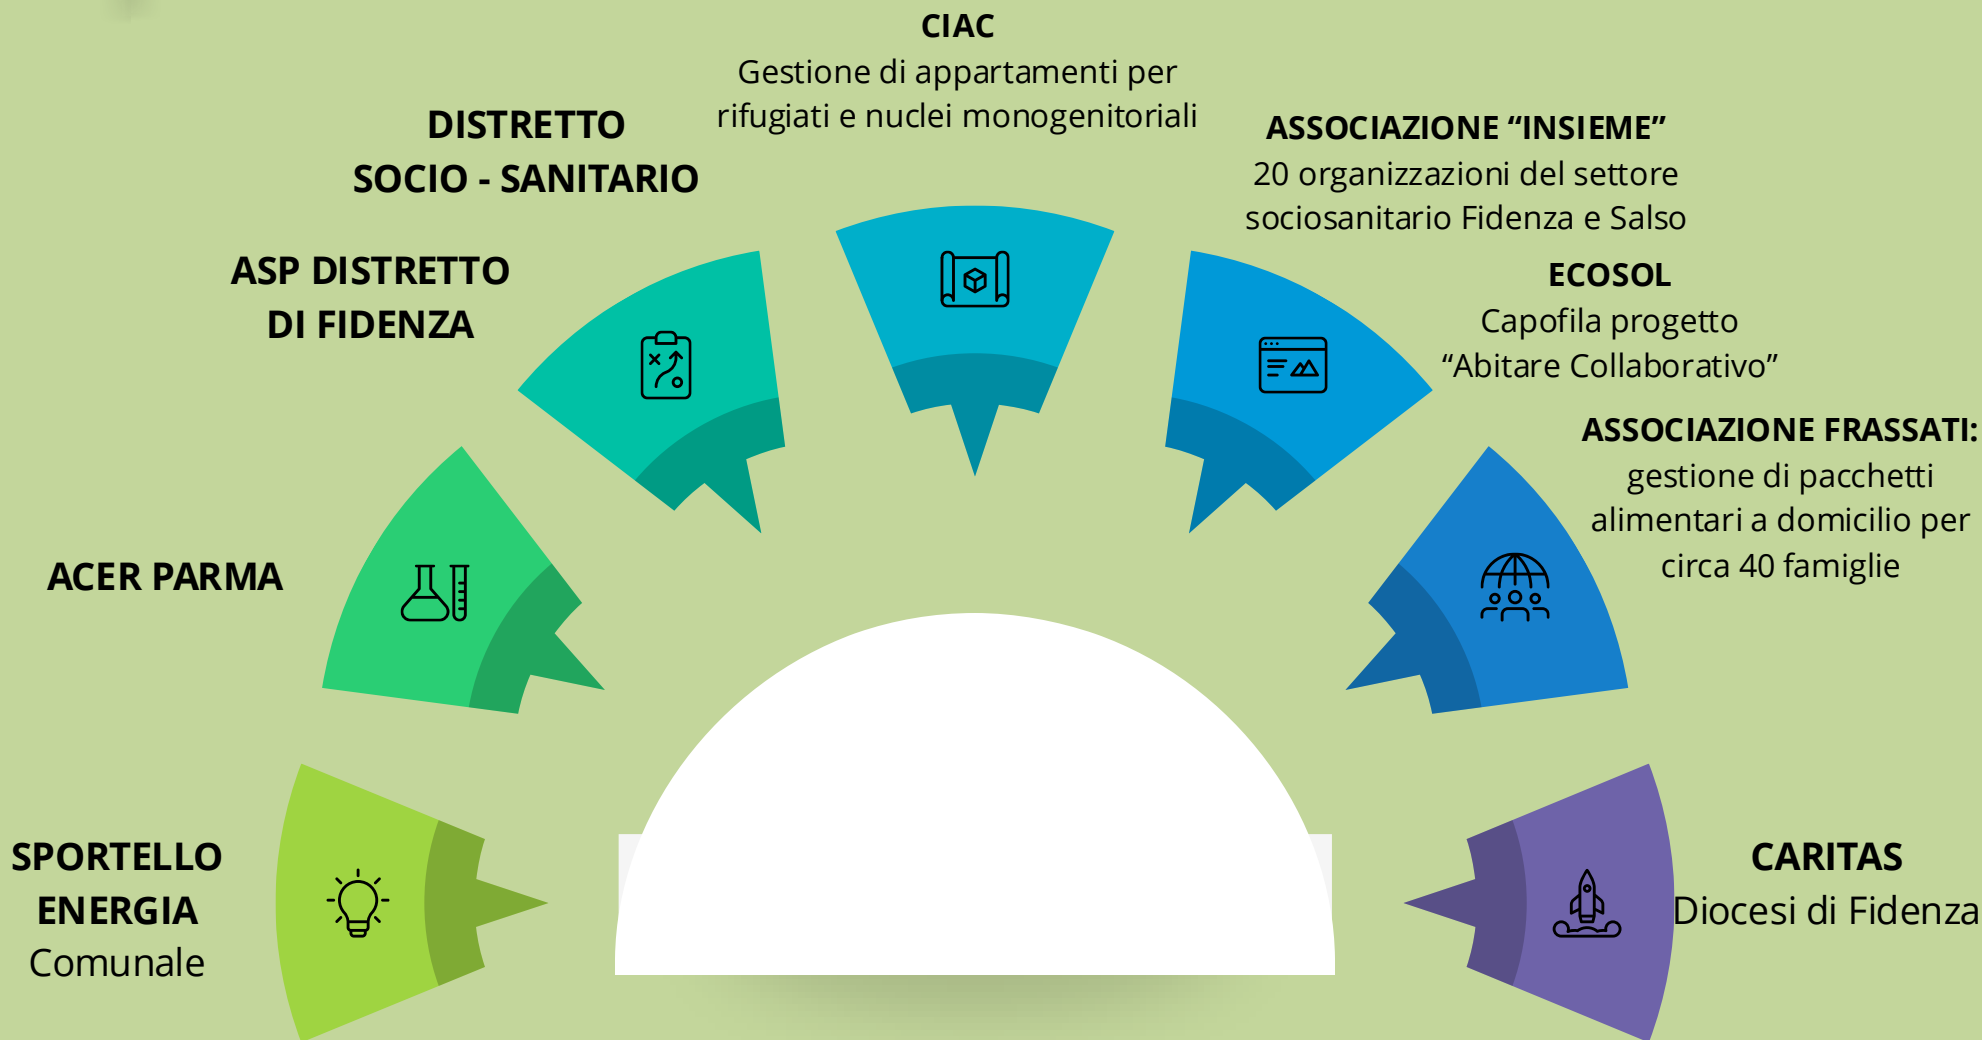 CIAC
Gestione di appartamenti per
rifugiati e nuclei monogenitoriali
DISTRETTO
SOCIO - SANITARIO
ASSOCIAZIONE “INSIEME”
20 organizzazioni del settore
sociosanitario Fidenza e Salso
ASP DISTRETTO
DI FIDENZA
ECOSOL
Capofila progetto
“Abitare Collaborativo”
ASSOCIAZIONE FRASSATI:
gestione di pacchetti
alimentari a domicilio per
circa 40 famiglie
ACER PARMA
SPORTELLO
ENERGIA
Comunale
CARITAS
Diocesi di Fidenza